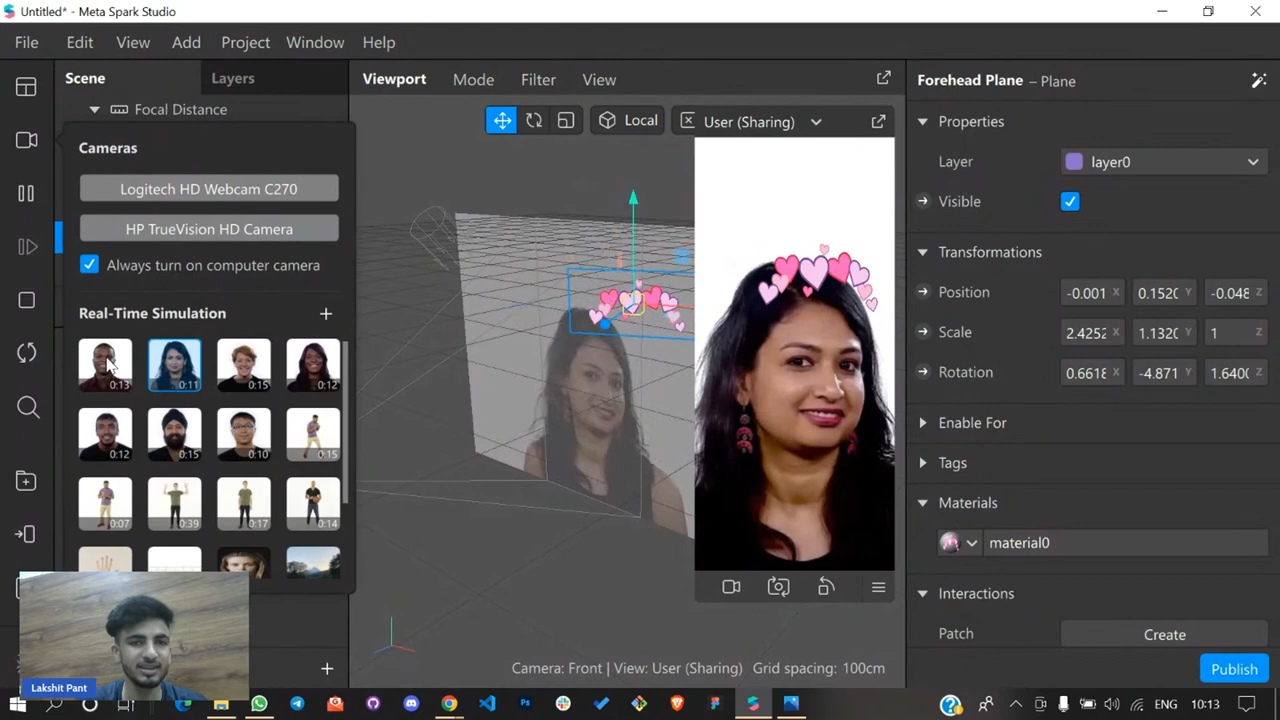 Untitled* - Meta Spark Studio
File Edit View Add Project Window Help
Scene Layers
Focal Distance
Cameras
Logitech HD Webcam C270
HP TrueVision HD Camera
Always turn on computer camera
Real-Time Simulation
0:13 0:11 0:15 0:12
0:12 0:15 0:10 0:15
0:07 0:39 0:17 0:14
Lakshit Pant
Viewport Mode Filter View
Local
User (Sharing)
Camera: Front | View: User (Sharing) Grid spacing: 100cm
Forehead Plane – Plane
Properties
Layer layer0
Visible
Transformations
Position -0.001 X 0.152( Y -0.048 Z
Scale 2.4252 X 1.132( Y 1 Z
Rotation 0.6618 X -4.871 Y 1.640( Z
Enable For
Tags
Materials
material0
Interactions
Patch Create
Publish
Ps
10:13